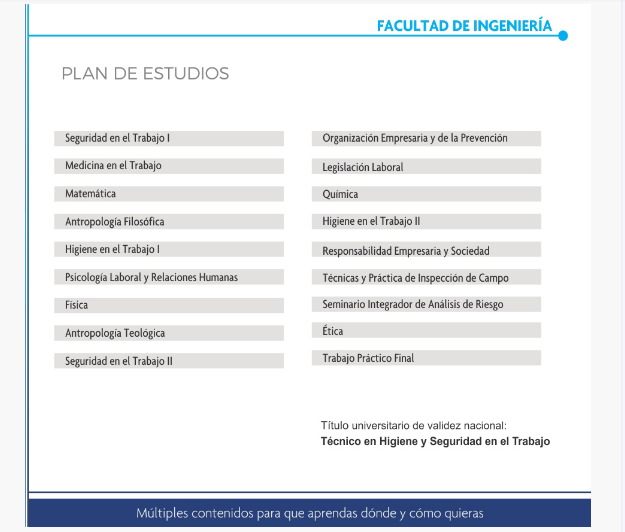 FACULTAD DE INGENIERÍA
PLAN DE ESTUDIOS
Seguridad en el Trabajo I
Medicina en el Trabajo
Matemática
Antropología Filosófica
Higiene en el Trabajo I
Psicología Laboral y Relaciones Humanas
Física
Antropología Teológica
Seguridad en el Trabajo II
Organización Empresaria y de la Prevención
Legislación Laboral
Química
Higiene en el Trabajo II
Responsabilidad Empresaria y Sociedad
Técnicas y Práctica de Inspección de Campo
Seminario Integrador de Análisis de Riesgo
Ética
Trabajo Práctico Final
Título universitario de validez nacional:
Técnico en Higiene y Seguridad en el Trabajo
Múltiples contenidos para que aprendas dónde y cómo quieras